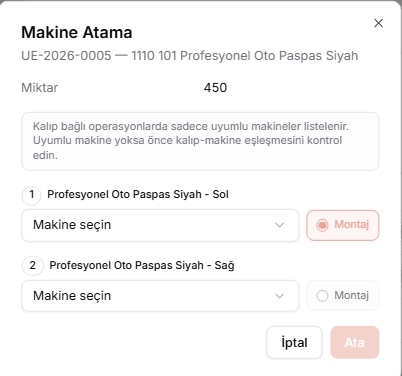 Makine Atama
UE-2026-0005 — 1110 101 Profesyonel Oto Paspas Siyah
Miktar 450
Kalıp bağlı operasyonlarda sadece uyumlu makineler listelenir.
Uyumlu makine yoksa önce kalıp-makine eşleşmesini kontrol
edin.
1 Profesyonel Oto Paspas Siyah - Sol
Makine seçin Montaj
2 Profesyonel Oto Paspas Siyah - Sağ
Makine seçin Montaj
İptal Ata